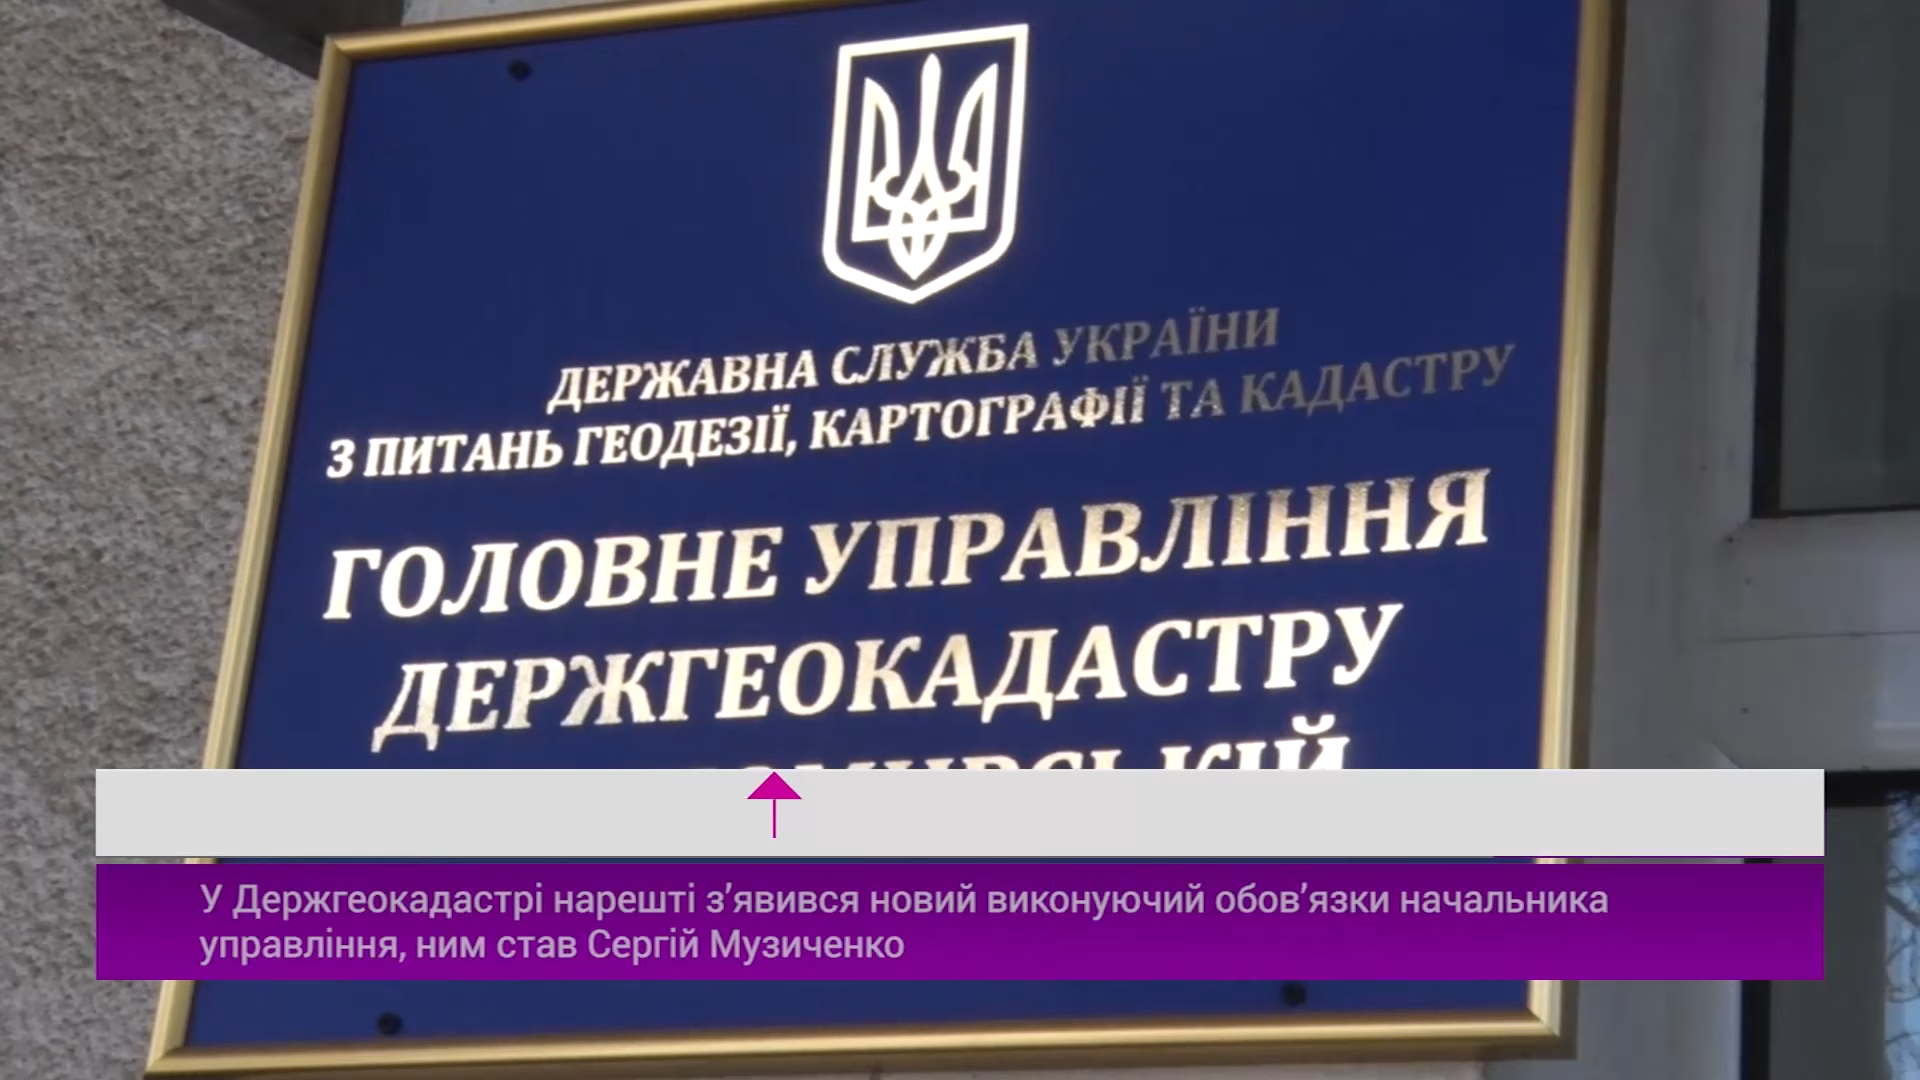 ДЕРЖАВНА СЛУЖБА УКРАЇНИ
З ПИТАНЬ ГЕОДЕЗІЇ, КАРТОГРАФІЇ ТА КАДАСТРУ
ГОЛОВНЕ УПРАВЛІННЯ
ДЕРЖГЕОКАДАСТРУ
У Держгеокадастрі нарешті з’явився новий виконуючий обов’язки начальника
управління, ним став Сергій Музиченко